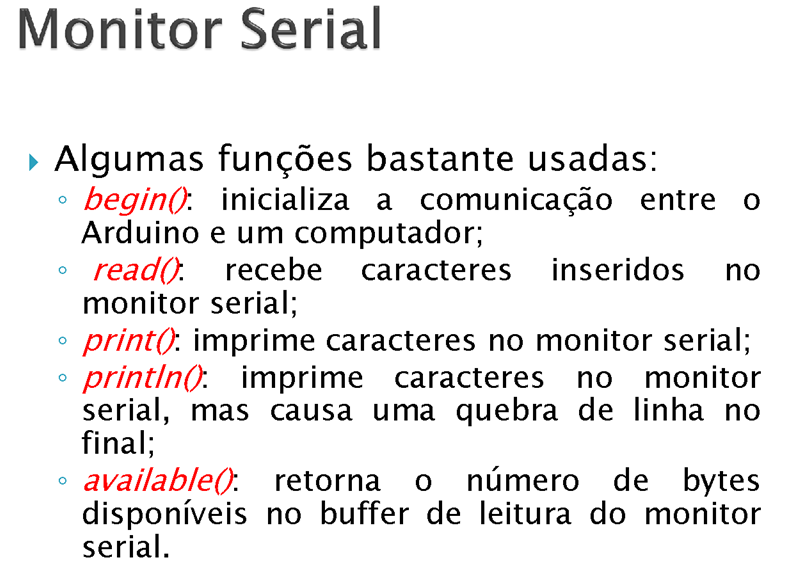 Monitor Serial
Algumas funções bastante usadas:
begin(): inicializa a comunicação entre o
Arduino e um computador;
read(): recebe caracteres inseridos no
monitor serial;
print(): imprime caracteres no monitor serial;
println(): imprime caracteres no monitor
serial, mas causa uma quebra de linha no
final;
available(): retorna o número de bytes
disponíveis no buffer de leitura do monitor
serial.